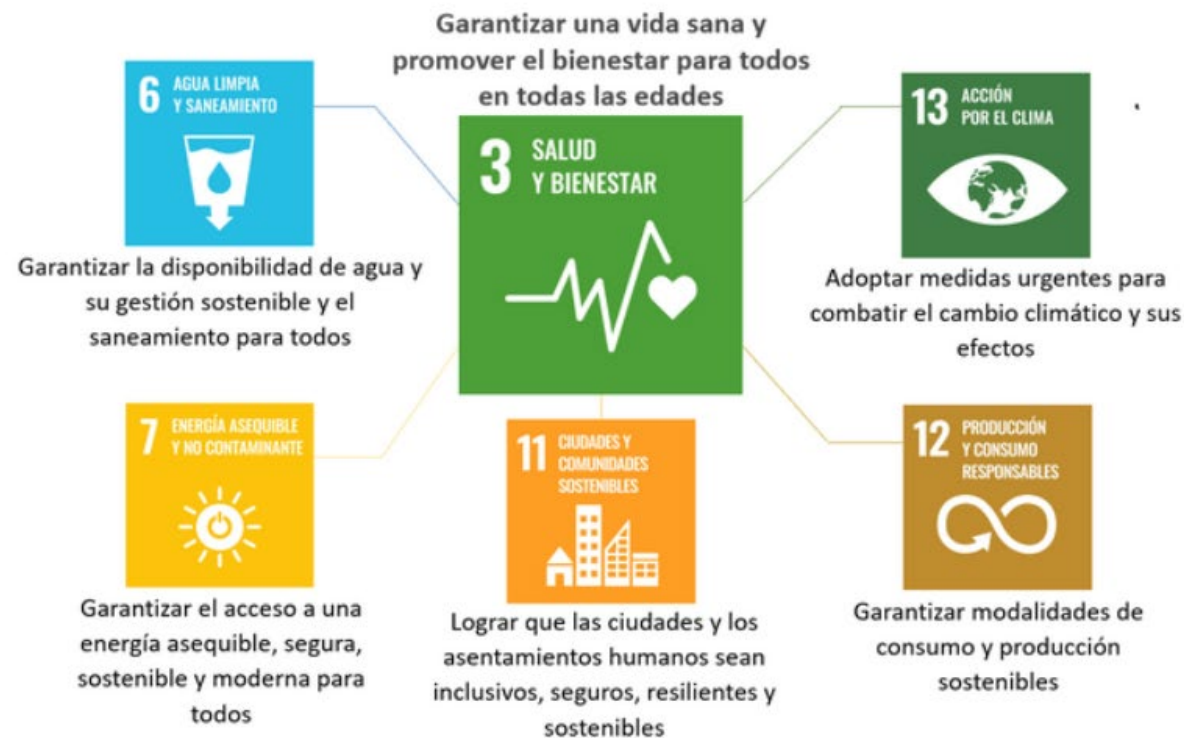 Garantizar una vida sana y
promover el bienestar para todos
en todas las edades
6 AGUA LIMPIA
Y SANEAMIENTO
Garantizar la disponibilidad de agua y
su gestión sostenible y el
saneamiento para todos
3 SALUD
Y BIENESTAR
13 ACCIÓN
POR EL CLIMA
Adoptar medidas urgentes para
combatir el cambio climático y sus
efectos
7 ENERGÍA ASEQUIBLE
Y NO CONTAMINANTE
Garantizar el acceso a una
energía asequible, segura,
sostenible y moderna para
todos
11 CIUDADES Y
COMUNIDADES
SOSTENIBLES
Lograr que las ciudades y los
asentamientos humanos sean
inclusivos, seguros, resilientes y
sostenibles
12 PRODUCCIÓN
Y CONSUMO
RESPONSABLES
Garantizar modalidades de
consumo y producción
sostenibles